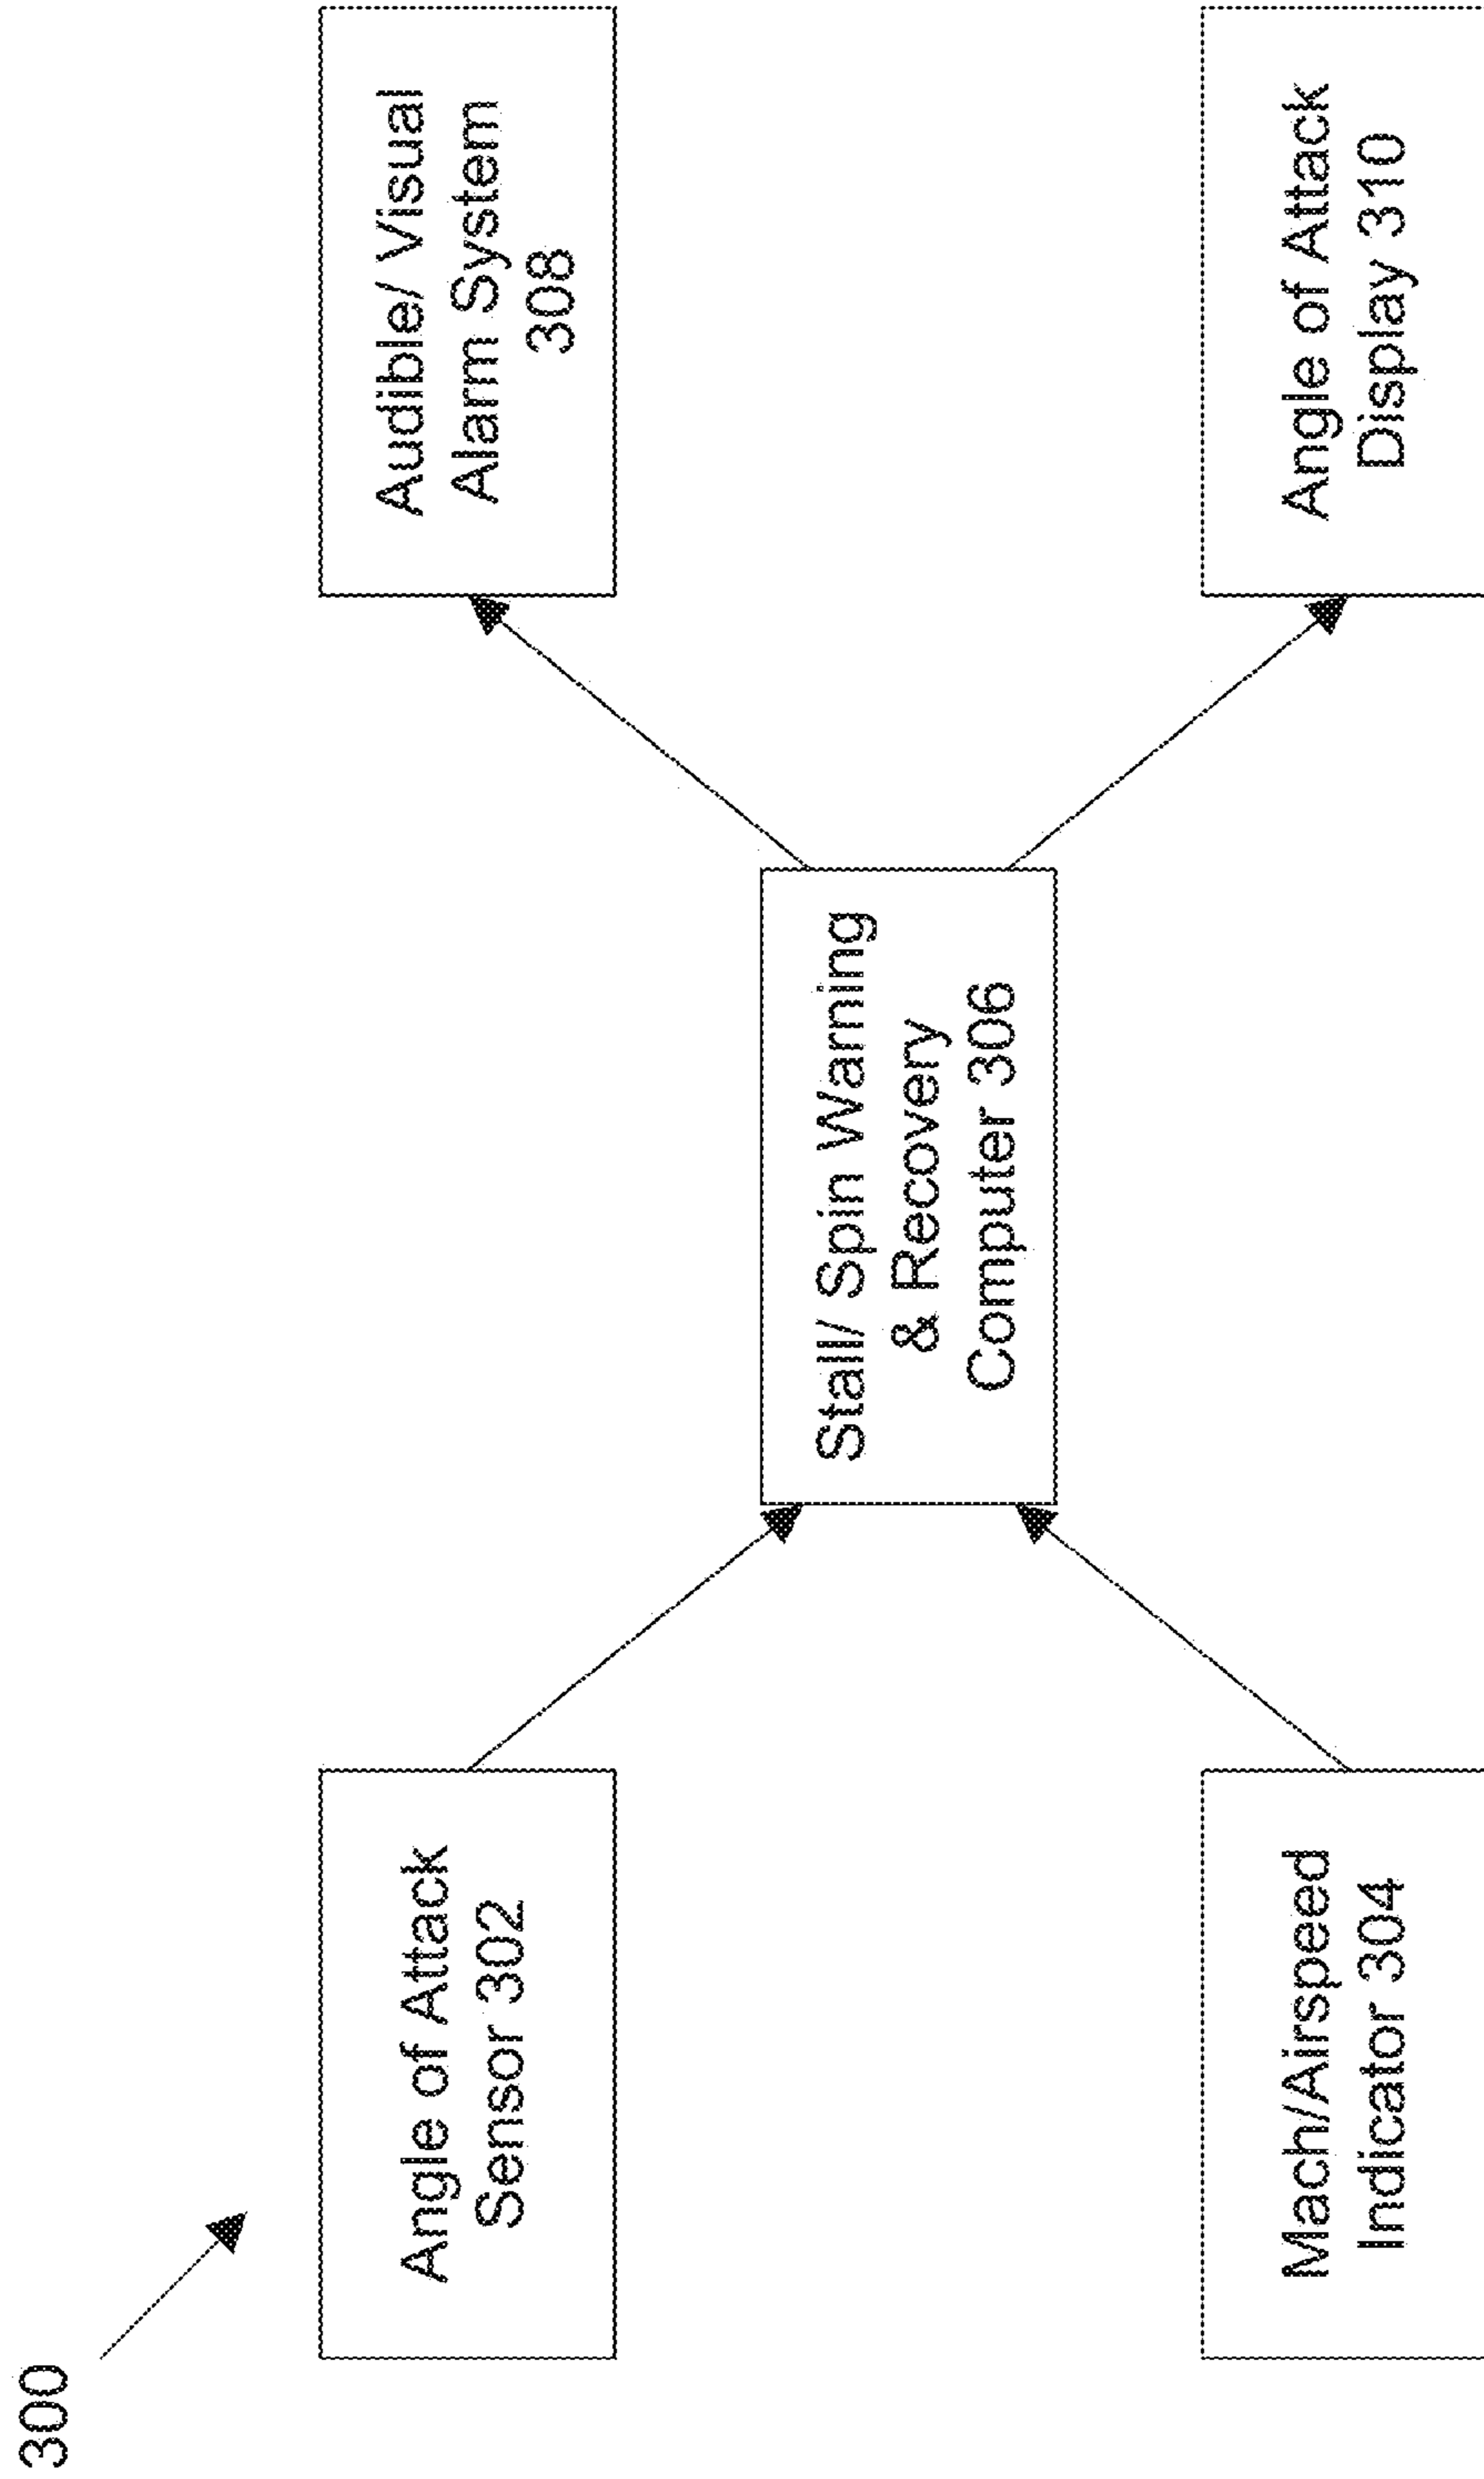 300
Angle of Attack
Sensor 302
Mach/Airspeed
Indicator 304
Stall/ Spin Warning
& Recovery
Computer 306
Audible/ Visual
Alarm System
308
Angle of Attack
Display 310